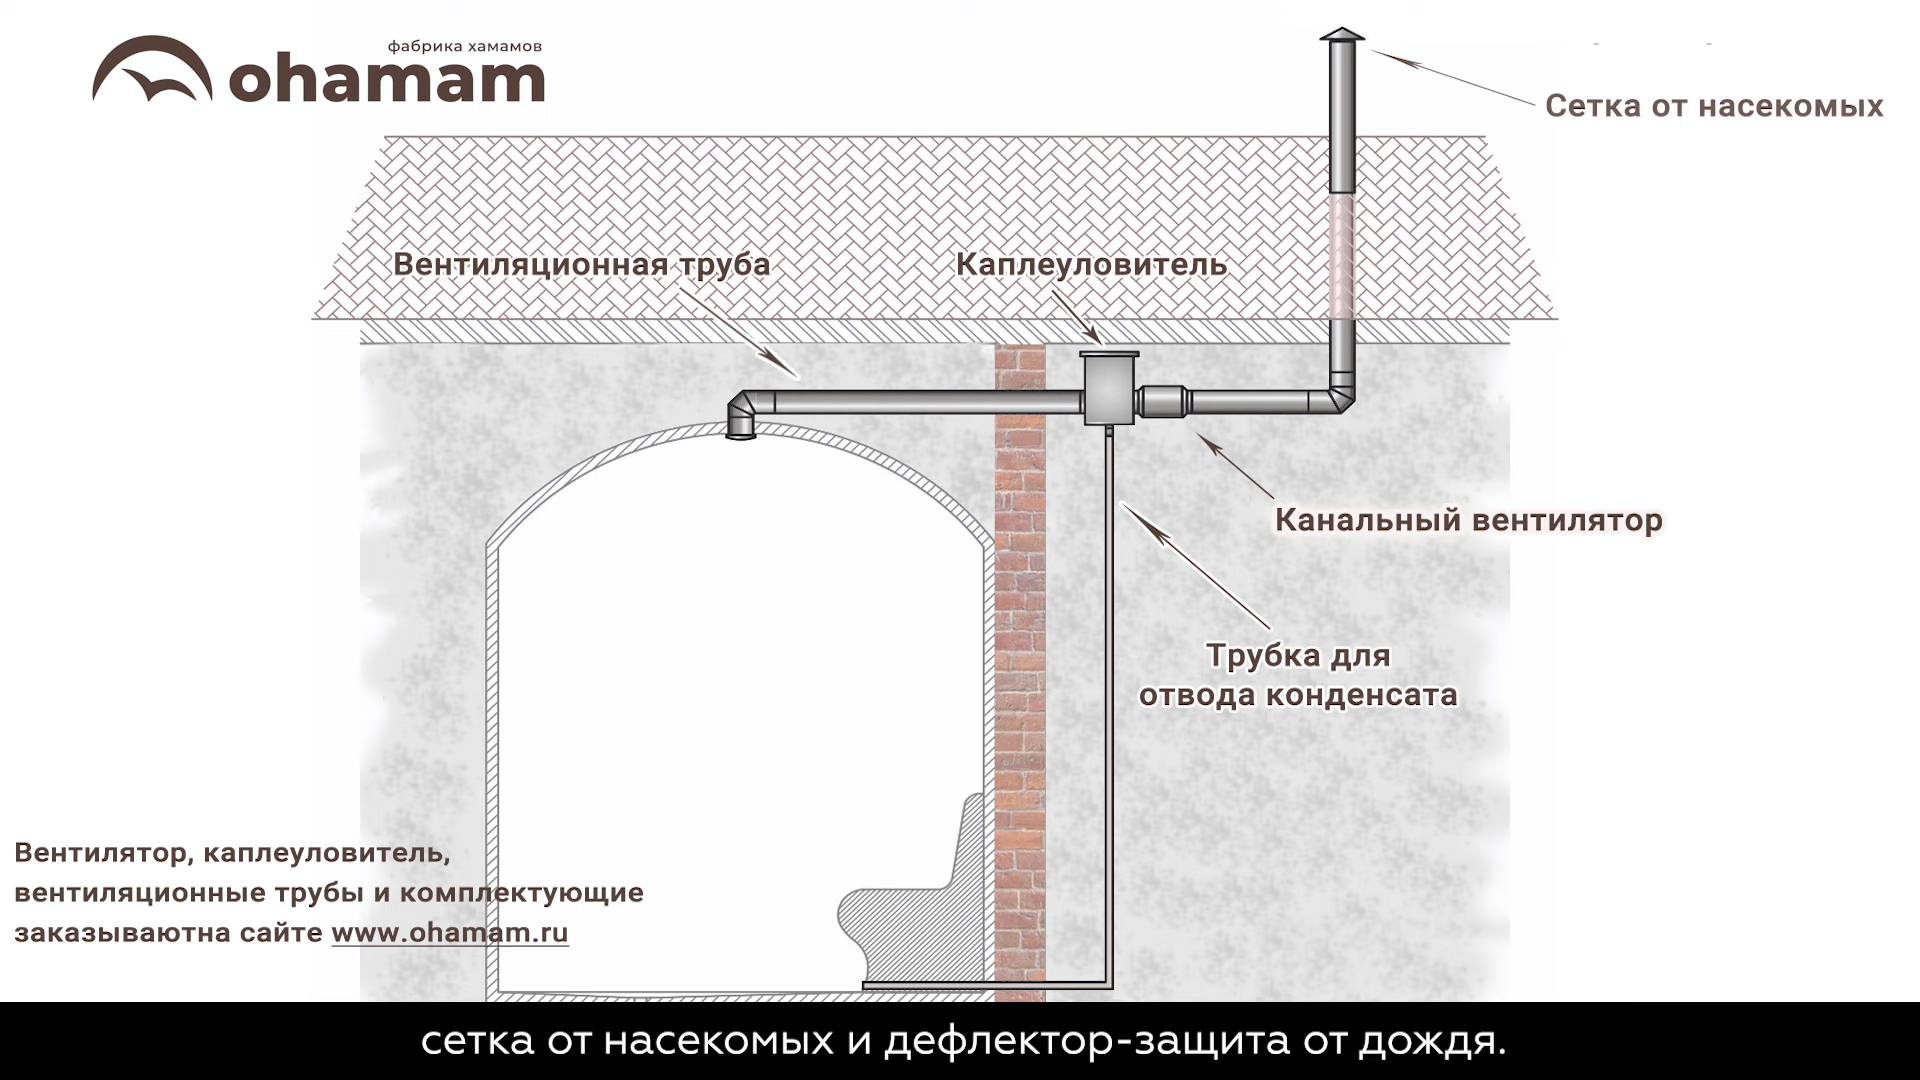 фабрика хамамов
ohamam
Сетка от насекомых
Вентиляционная труба
Каплеуловитель
Канальный вентилятор
Трубка для
отвода конденсата
Вентилятор, каплеуловитель,
вентиляционные трубы и комплектующие
заказываютна сайте www.ohamam.ru
сетка от насекомых и дефлектор-защита от дождя.